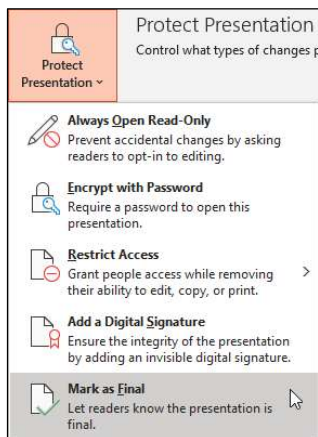 Protect Presentation
Control what types of changes p
Protect
Presentation
Always Open Read-Only
Prevent accidental changes by asking
readers to opt-in to editing.
Encrypt with Password
Require a password to open this
presentation.
Restrict Access
Grant people access while removing
their ability to edit, copy, or print.
Add a Digital Signature
Ensure the integrity of the presentation
by adding an invisible digital signature.
Mark as Final
Let readers know the presentation is
final.